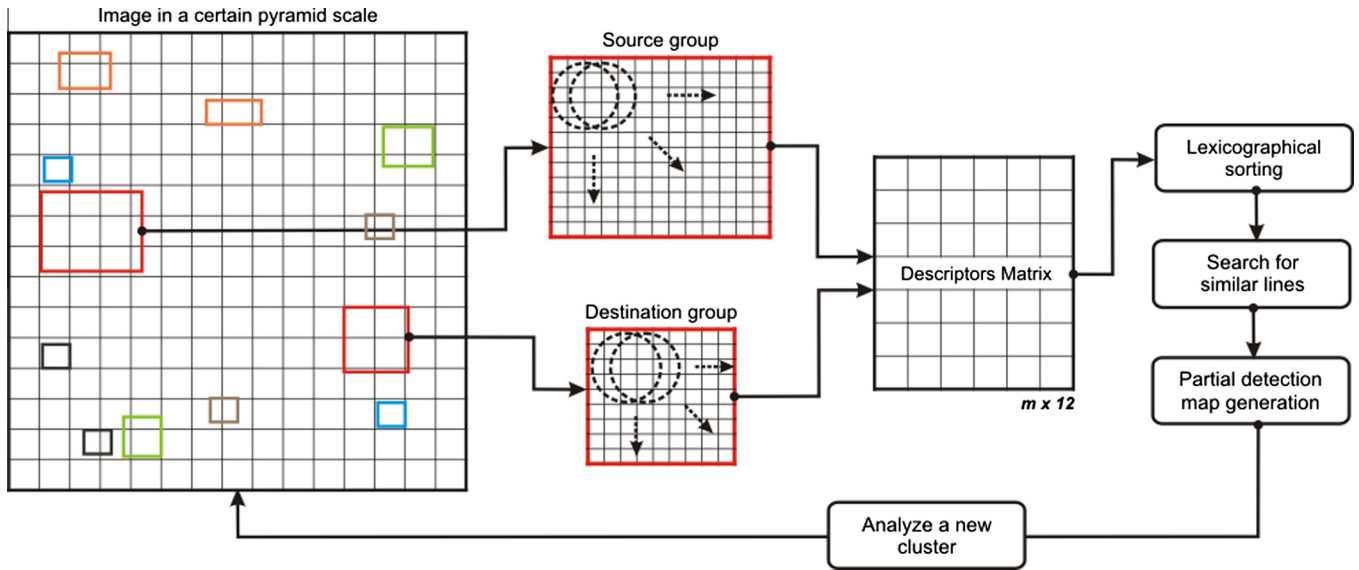 Image in a certain pyramid scale
Source group
Destination group
Descriptors Matrix
m x 12
Lexicographical
sorting
Search for
similar lines
Partial detection
map generation
Analyze a new
cluster